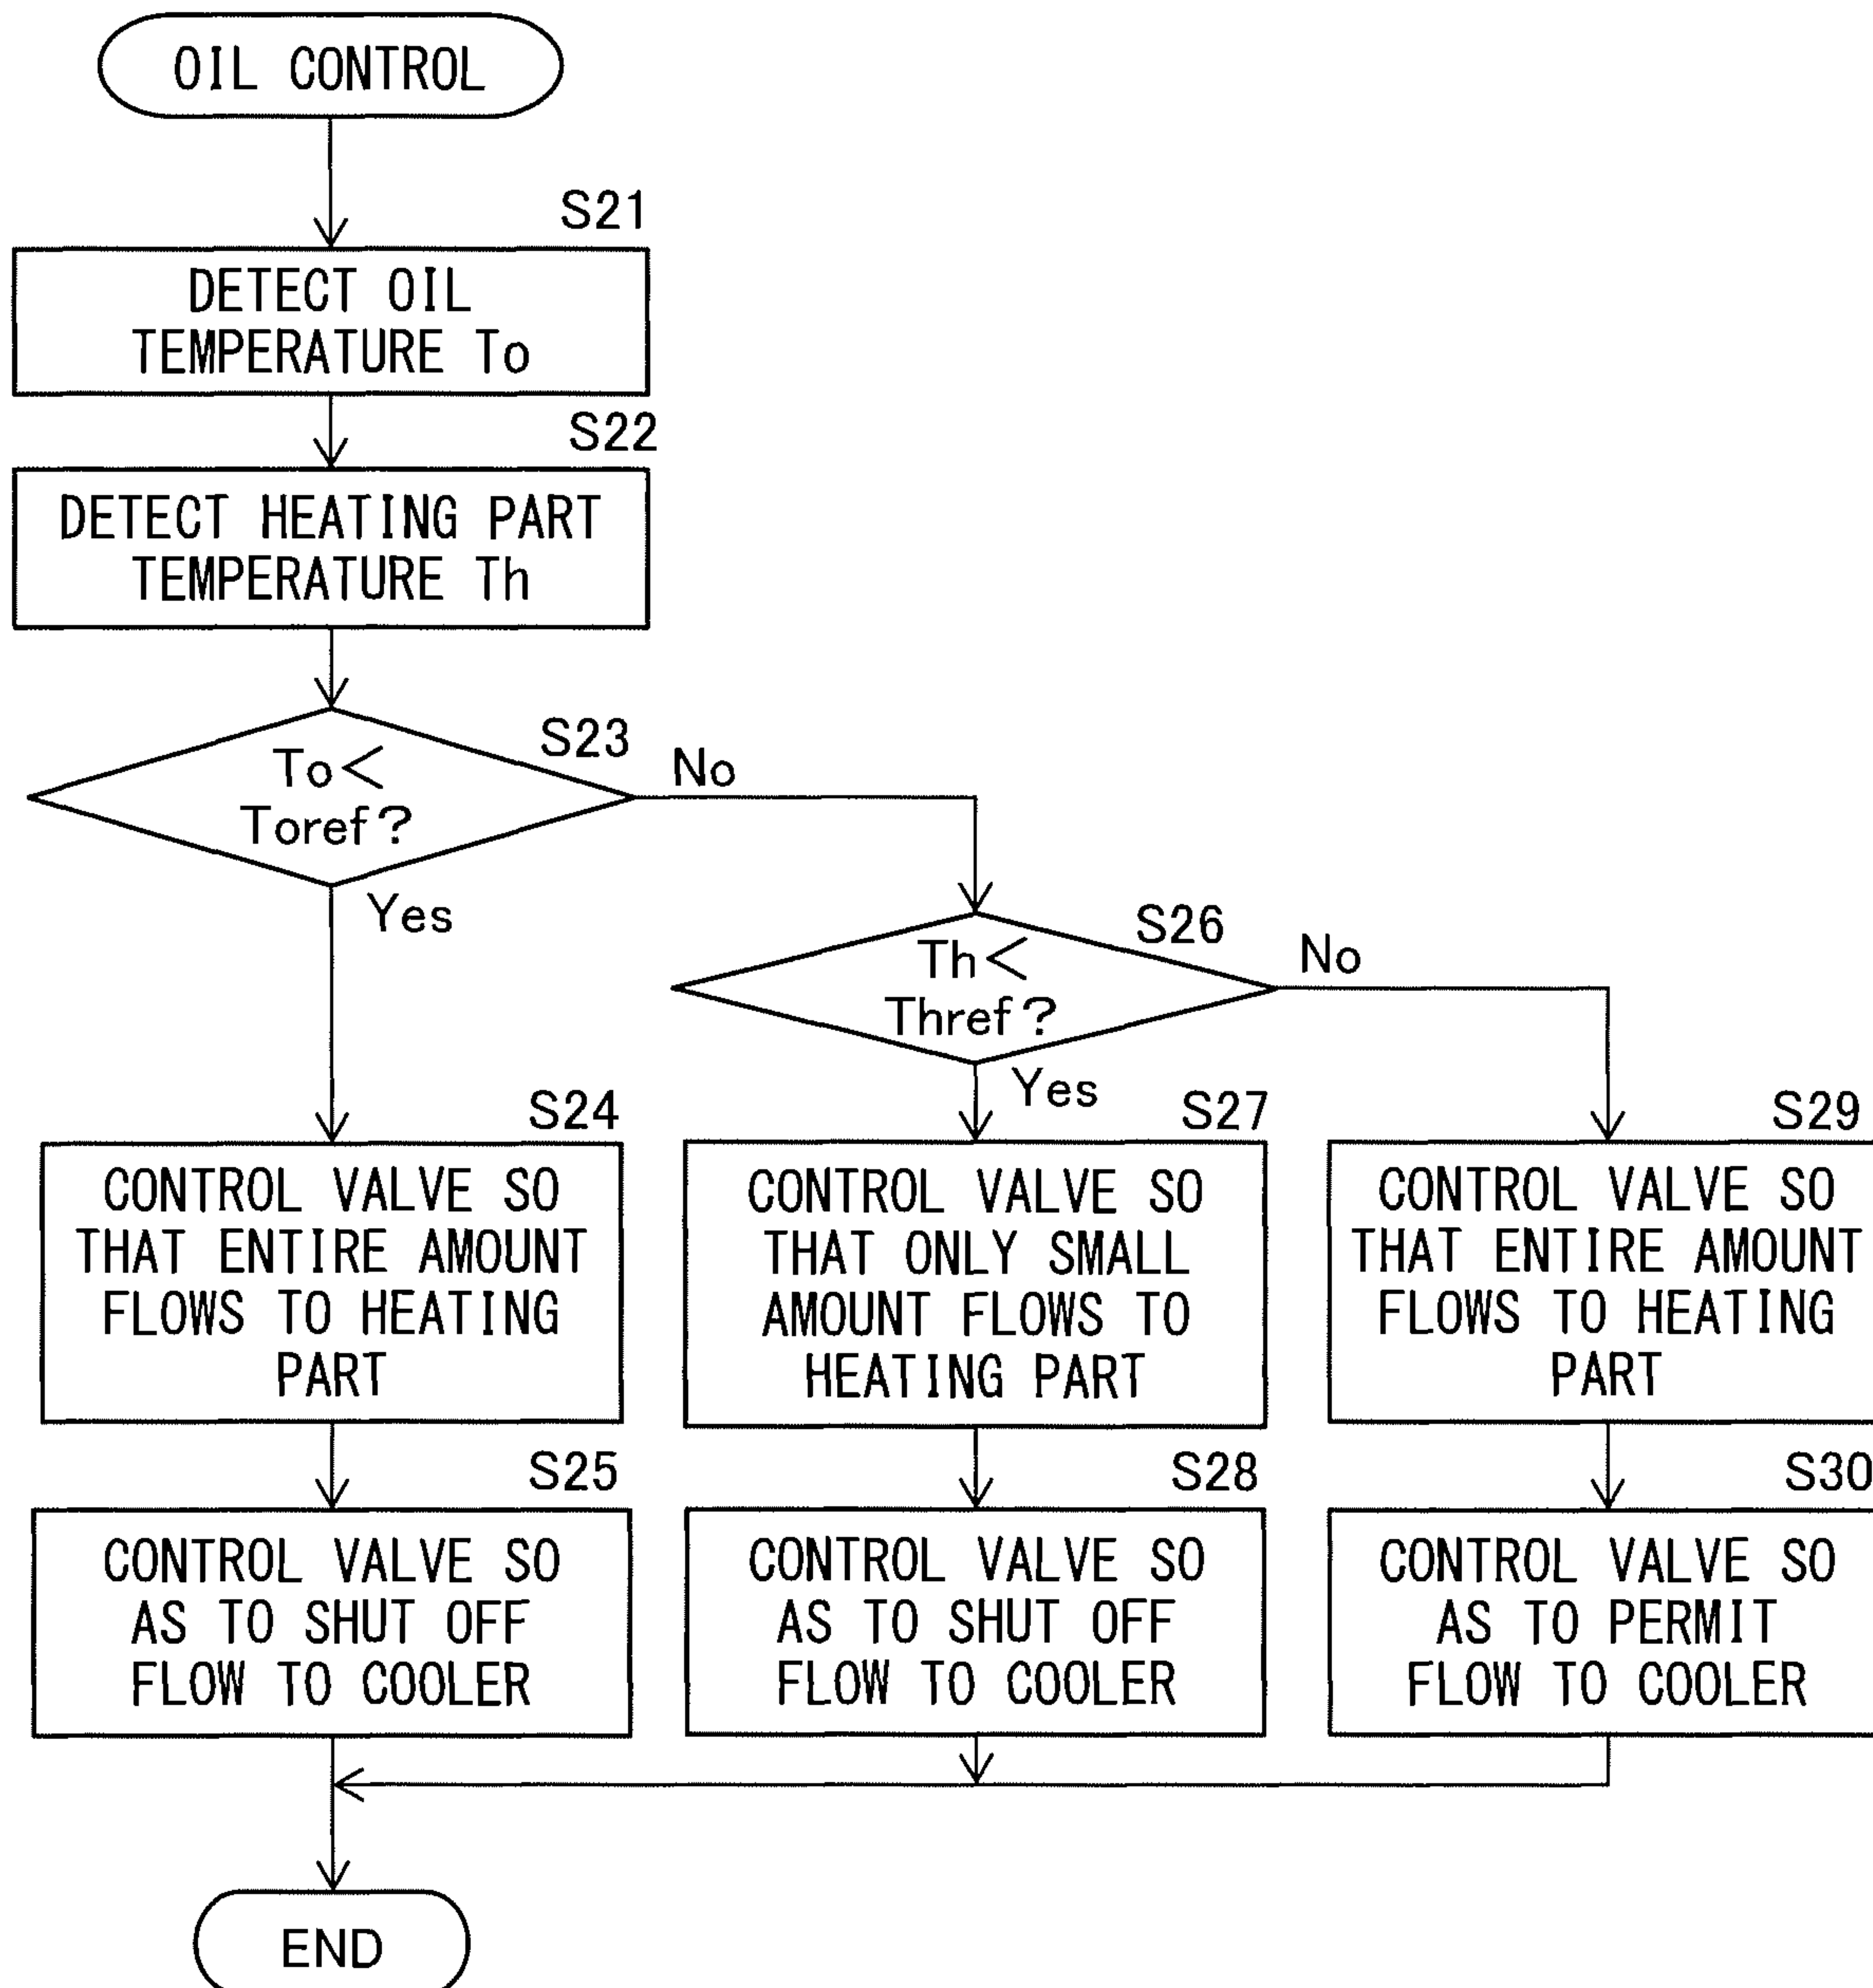 OIL CONTROL
S21
DETECT OIL
TEMPERATURE To
S22
DETECT HEATING PART
TEMPERATURE Th
S23
To<
Toref?
No
Yes
S26
Th<
Thref?
No
Yes
S24
CONTROL VALVE SO
THAT ENTIRE AMOUNT
FLOWS TO HEATING
PART
S27
CONTROL VALVE SO
THAT ONLY SMALL
AMOUNT FLOWS TO
HEATING PART
S29
CONTROL VALVE SO
THAT ENTIRE AMOUNT
FLOWS TO HEATING
PART
S25
CONTROL VALVE SO
AS TO SHUT OFF
FLOW TO COOLER
S28
CONTROL VALVE SO
AS TO SHUT OFF
FLOW TO COOLER
S30
CONTROL VALVE SO
AS TO PERMIT
FLOW TO COOLER
END